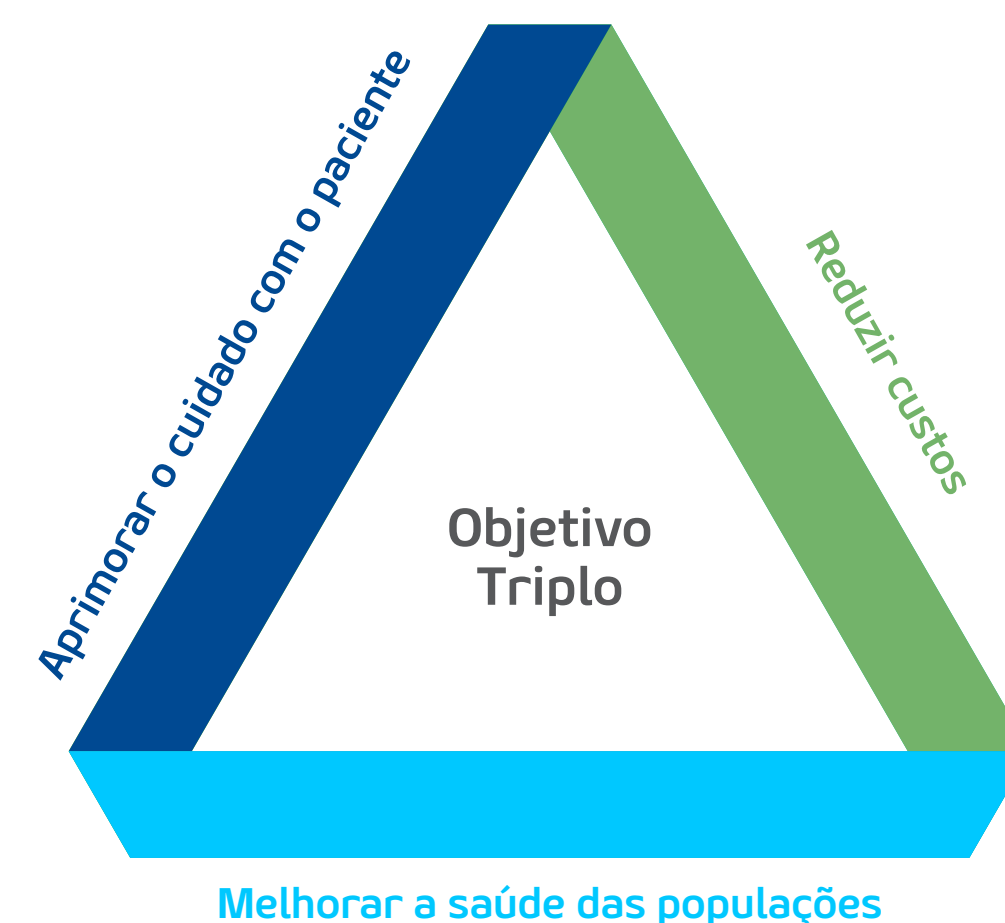 Aprimorar o cuidado com o paciente
Reduzir custos
Objetivo
Triplo
Melhorar a saúde das populações